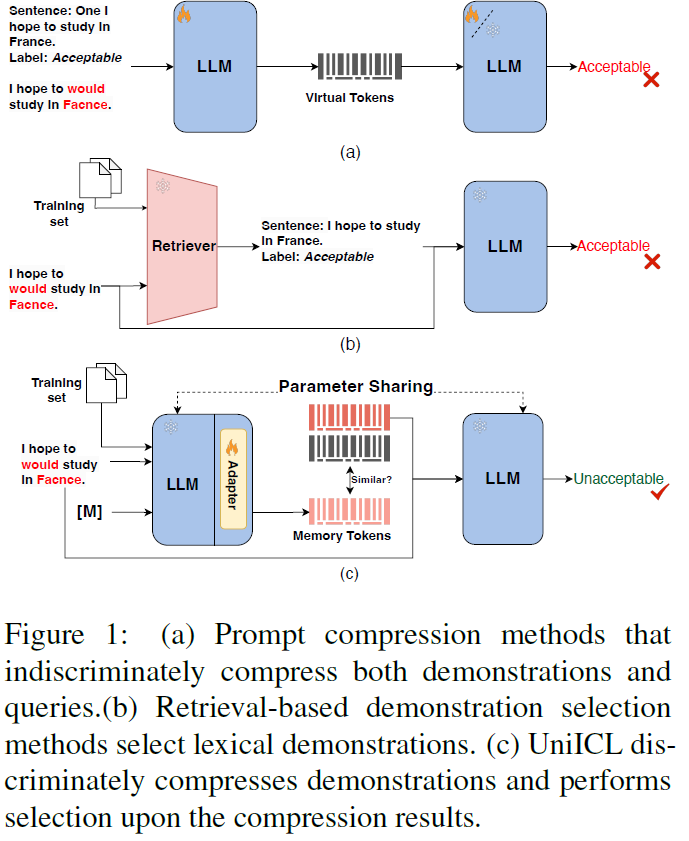 Sentence: One I
hope to study in
France.
Label: Acceptable
I hope to would
study in Facnce.
LLM
Virtual Tokens
LLM
Acceptable
(a)
Training
set
Retriever
I hope to
would study in
Facnce.
Sentence: I hope to study
in France.
Label: Acceptable
LLM
Acceptable
(b)
Training
set
I hope to
would study
in Facnce.
[M]
LLM
Adapter
Parameter Sharing
Similar?
Memory Tokens
LLM
Unacceptable
(c)
Figure 1: (a) Prompt compression methods that
indiscriminately compress both demonstrations and
queries.(b) Retrieval-based demonstration selection
methods select lexical demonstrations. (c) UniICL dis-
criminately compresses demonstrations and performs
selection upon the compression results.